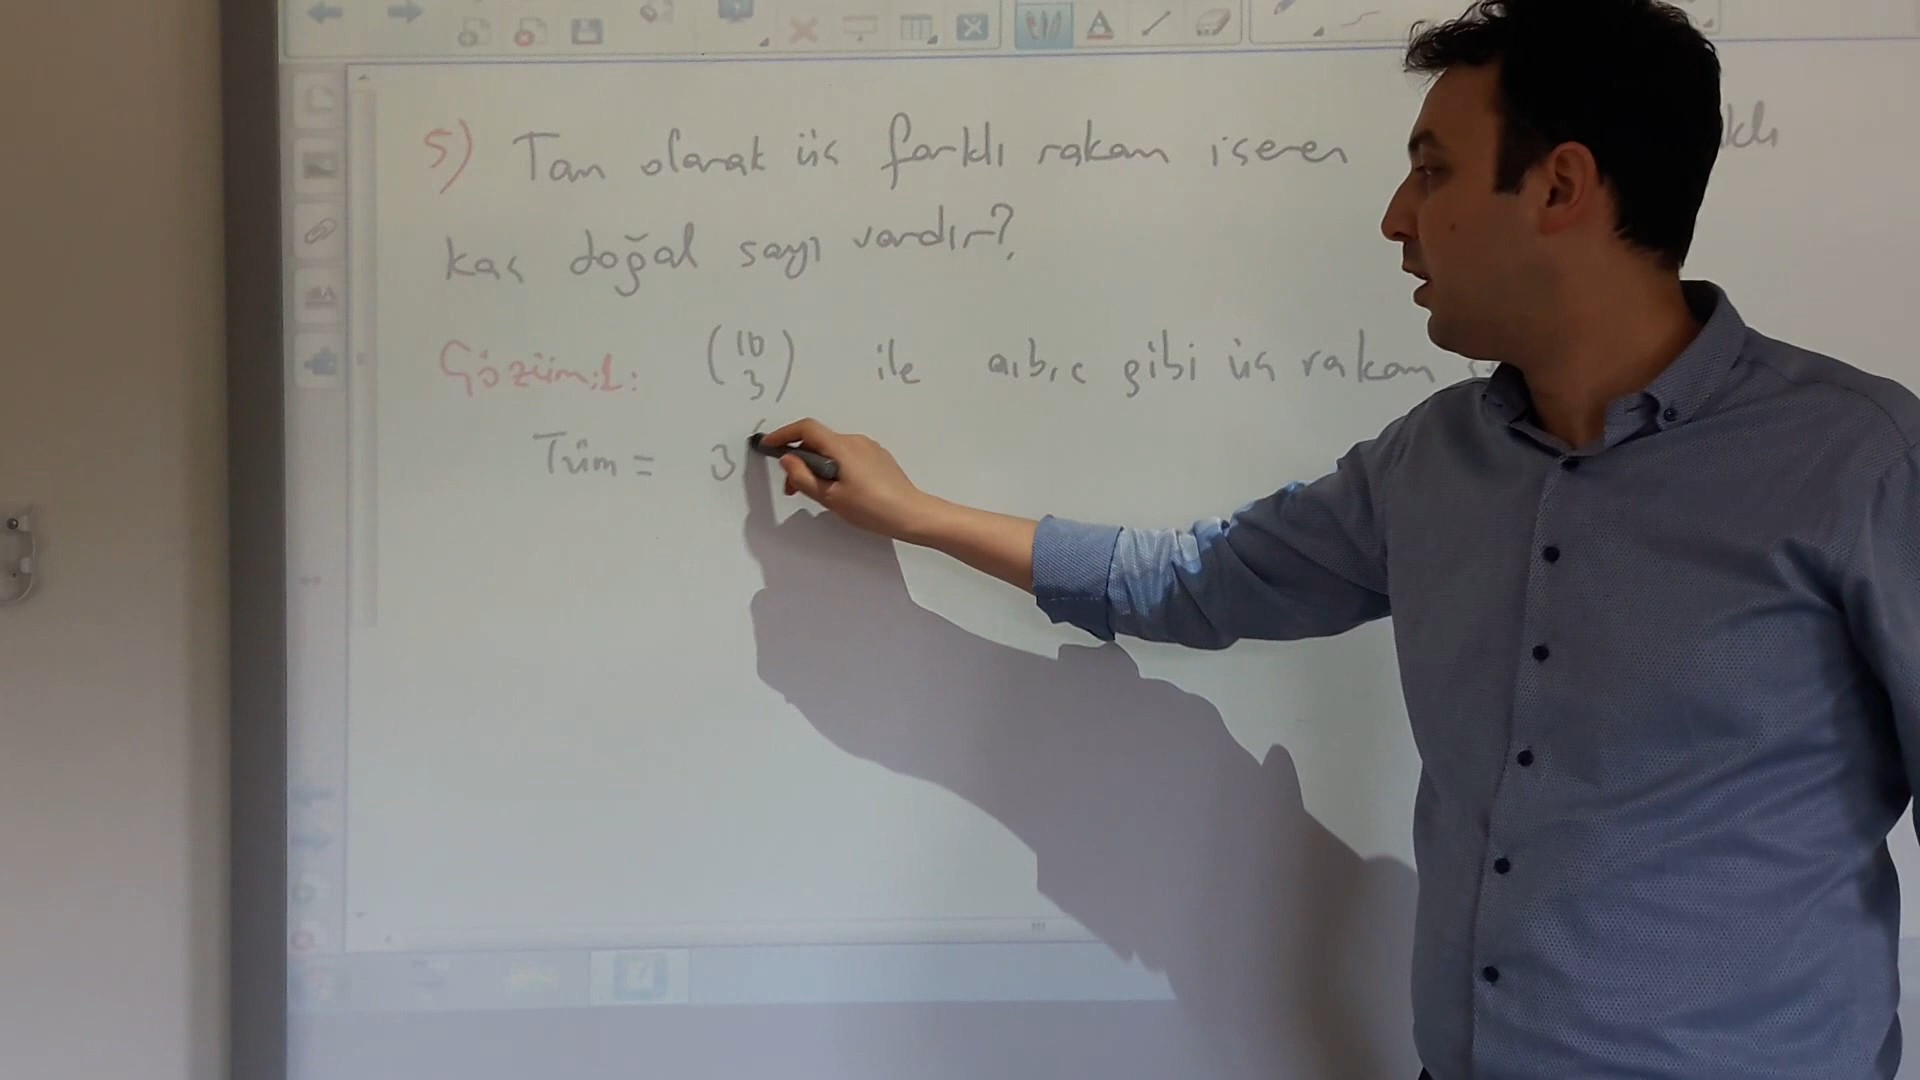 5) Tam olarak üç farklı rakam içeren
kaç doğal sayı vardır?
Çözüm.1: (10 3) ile a,b,c gibi üç rakam
Tüm = 3